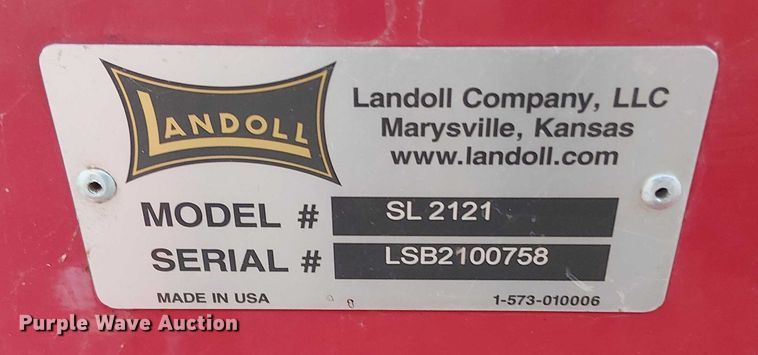 LANDOLL
Landoll Company, LLC
Marysville, Kansas
www.landoll.com
MODEL # SL 2121
SERIAL # LSB2100758
MADE IN USA 1-573-010006
Purple Wave Auction